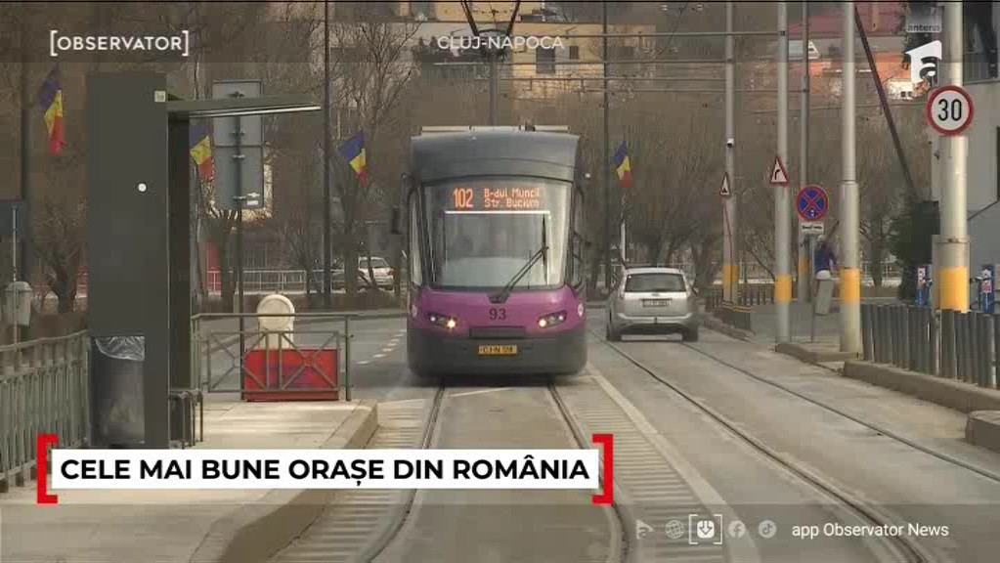 [OBSERVATOR]
CLUJ-NAPOCA
antena
30
102 B-dul Muncii
Str. Bucium
93
CELE MAI BUNE ORAȘE DIN ROMÂNIA
app Observator News